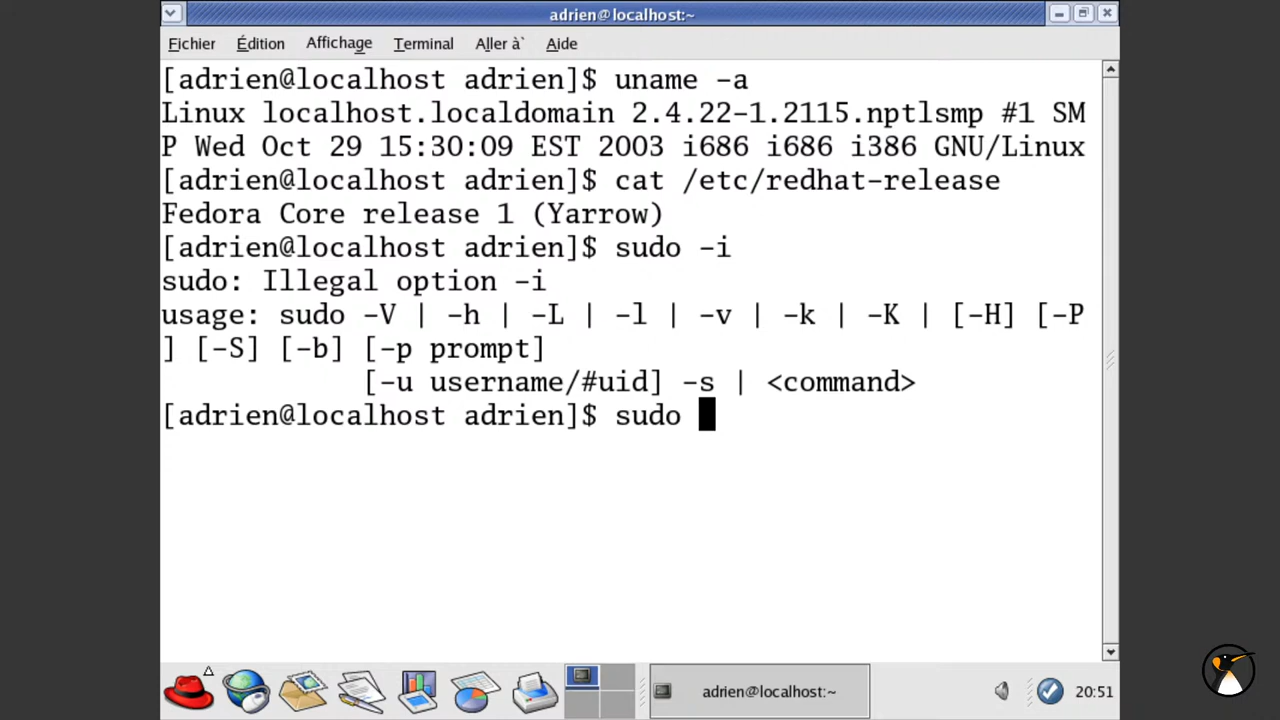 adrien@localhost:~
Fichier Édition Affichage Terminal Aller à` Aide
[adrien@localhost adrien]$ uname -a
Linux localhost.localdomain 2.4.22-1.2115.nptlsmp #1 SM
P Wed Oct 29 15:30:09 EST 2003 i686 i686 i386 GNU/Linux
[adrien@localhost adrien]$ cat /etc/redhat-release
Fedora Core release 1 (Yarrow)
[adrien@localhost adrien]$ sudo -i
sudo: Illegal option -i
usage: sudo -V | -h | -L | -l | -v | -k | -K | [-H] [-P
] [-S] [-b] [-p prompt]
            [-u username/#uid] -s | <command>
[adrien@localhost adrien]$ sudo
adrien@localhost:~ 20:51